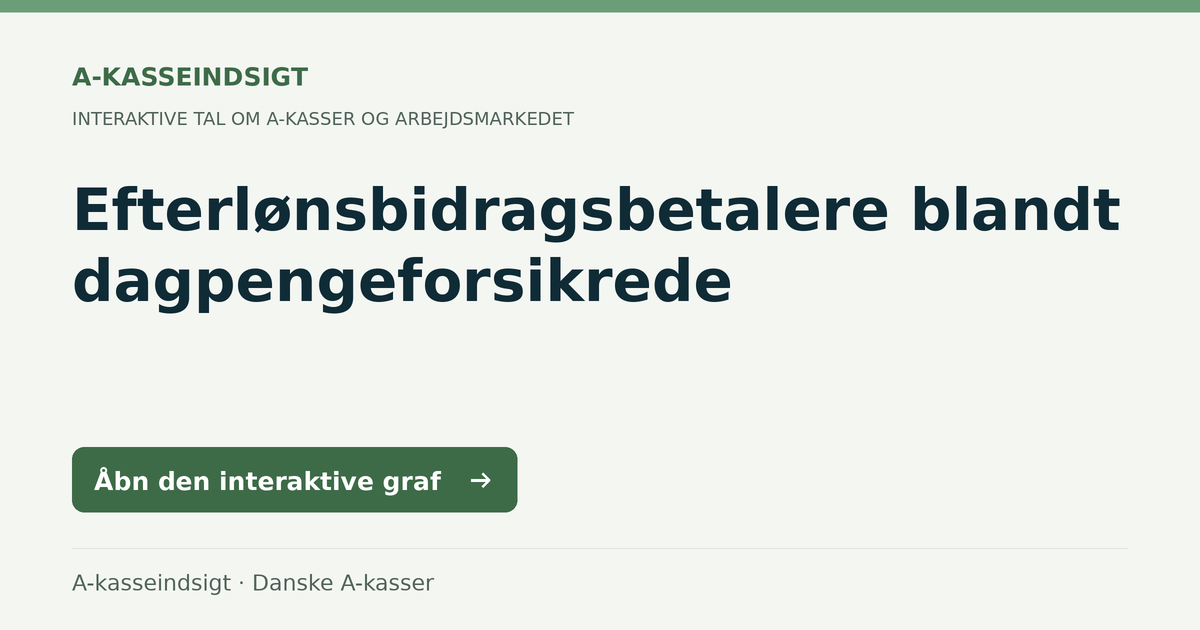 A-KASSEINDSIGT
INTERAKTIVE TAL OM A-KASSER OG ARBEJDSMARKEDET
Efterlønsbidragsbetalere blandt
dagpengeforsikrede
Åbn den interaktive graf →
A-kasseindsigt · Danske A-kasser